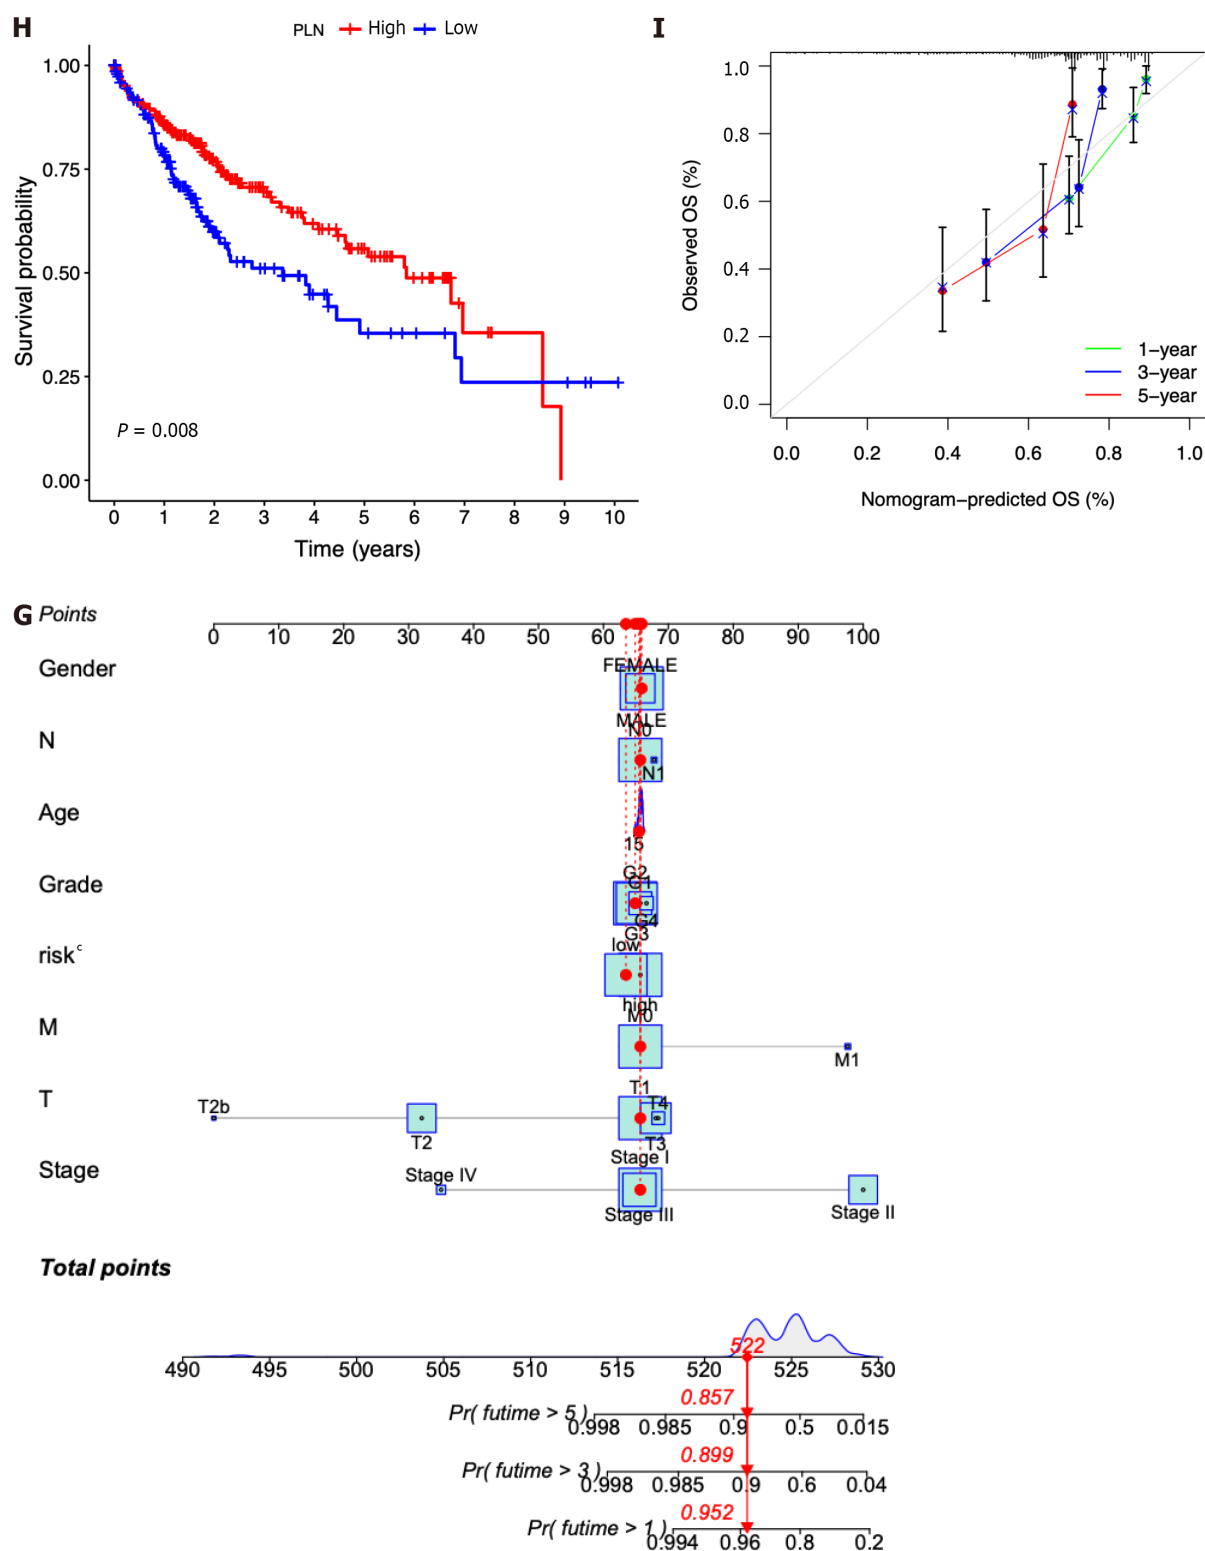 H
PLN High Low
1.00
0.75
0.50
0.25
0.00
Survival probability
P = 0.008
0 1 2 3 4 5 6 7 8 9 10
Time (years)
I
1.0
0.8
0.6
0.4
0.2
0.0
Observed OS (%)
1-year
3-year
5-year
0.0 0.2 0.4 0.6 0.8 1.0
Nomogram-predicted OS (%)
G Points
0 10 20 30 40 50 60 70 80 90 100
Gender
FEMALE
MALE
N
N0
N1
Age
15
Grade
G2
G1
G4
G3
risk c
low
high
M
M0
M1
T
T1
T2b
T4
T2
T3
Stage
Stage I
Stage IV
Stage III
Stage II
Total points
522
490 495 500 505 510 515 520 525 530
0.857
Pr( futime > 5 )
0.998 0.985 0.9 0.5 0.015
0.899
Pr( futime > 3 )
0.998 0.985 0.9 0.6 0.04
0.952
Pr( futime > 1 )
0.994 0.96 0.8 0.2